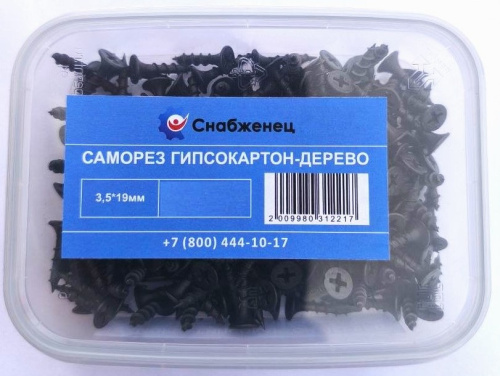 Снабженец
САМОРЕЗ ГИПСОКАРТОН-ДЕРЕВО
3,5*19мм
2 009980 312217
+7 (800) 444-10-17